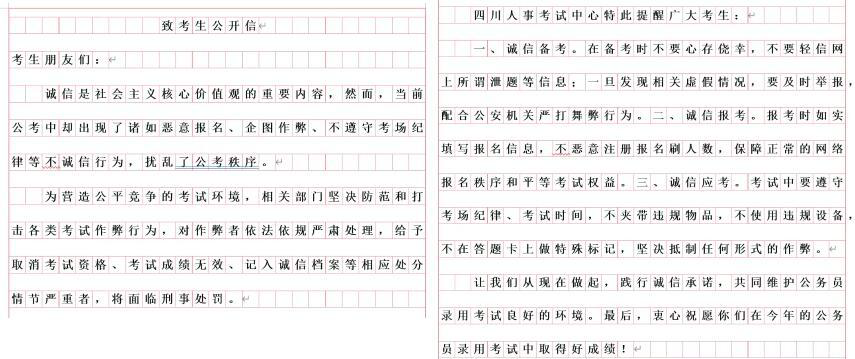 致考生公开信
考生朋友们：
诚信是社会主义核心价值观的重要内容，然而，当前
公考中却出现了诸如恶意报名、企图作弊、不遵守考场纪
律等不诚信行为，扰乱了公考秩序。
为营造公平竞争的考试环境，相关部门坚决防范和打
击各类考试作弊行为，对作弊者依法依规严肃处理，给予
取消考试资格、考试成绩无效、记入诚信档案等相应处分
情节严重者，将面临刑事处罚。
四川人事考试中心特此提醒广大考生：
一、诚信备考。在备考时不要心存侥幸，不要轻信网
上所谓泄题等信息；一旦发现相关虚假情况，要及时举报，
配合公安机关严打舞弊行为。二、诚信报考。报考时如实
填写报名信息，不恶意注册报名刷人数，保障正常的网络
报名秩序和平等考试权益。三、诚信应考。考试中要遵守
考场纪律、考试时间，不夹带违规物品，不使用违规设备，
不在答题卡上做特殊标记，坚决抵制任何形式的作弊。
让我们从现在做起，践行诚信承诺，共同维护公务员
录用考试良好的环境。最后，衷心祝愿你们在今年的公务
员录用考试中取得好成绩！